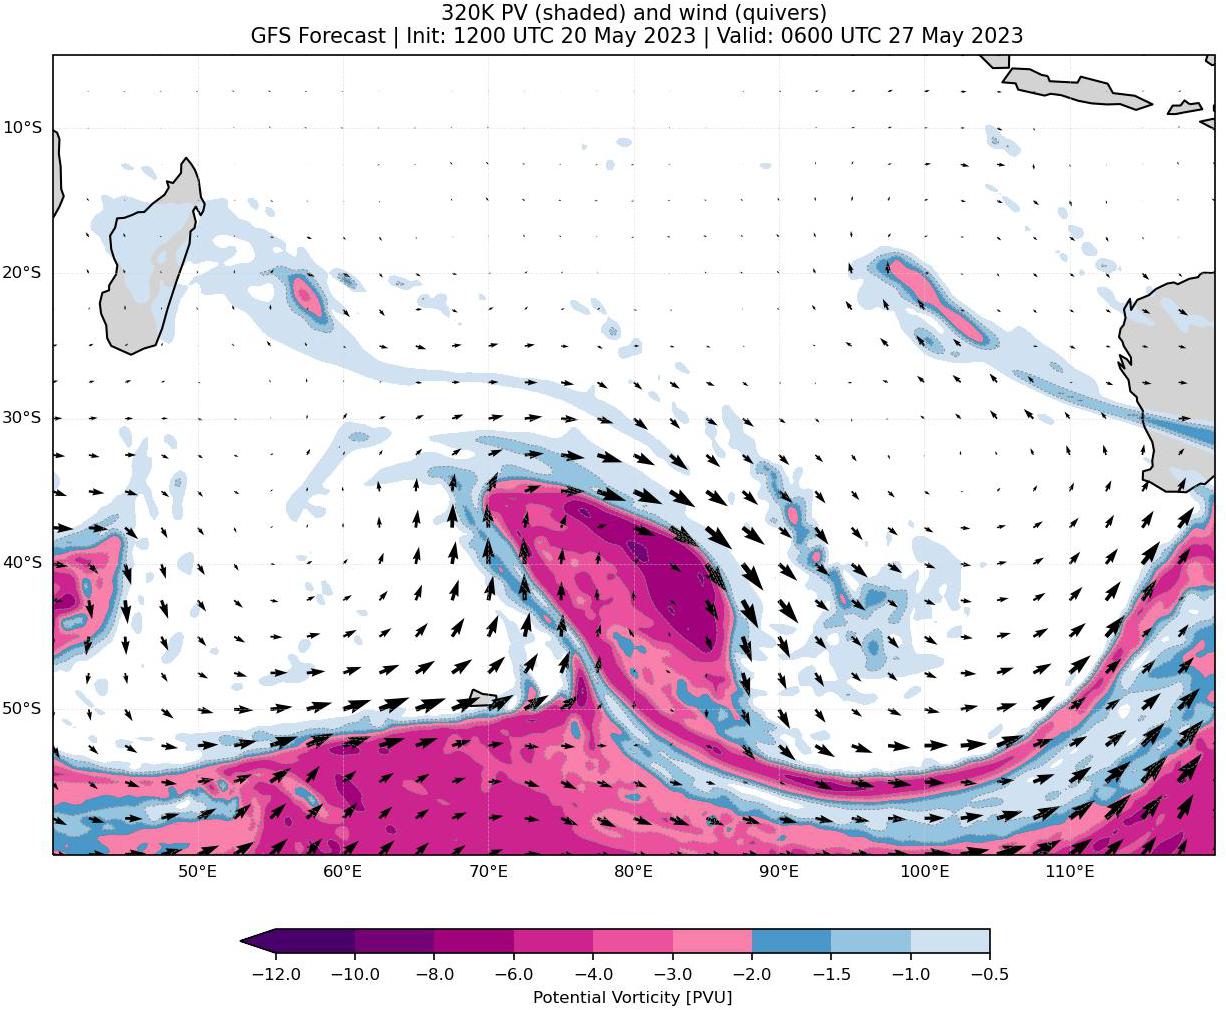 320K PV (shaded) and wind (quivers)
GFS Forecast | Init: 1200 UTC 20 May 2023 | Valid: 0600 UTC 27 May 2023
10°S
20°S
30°S
40°S
50°S
50°E 60°E 70°E 80°E 90°E 100°E 110°E
−12.0 −10.0 −8.0 −6.0 −4.0 −3.0 −2.0 −1.5 −1.0 −0.5
Potential Vorticity [PVU]